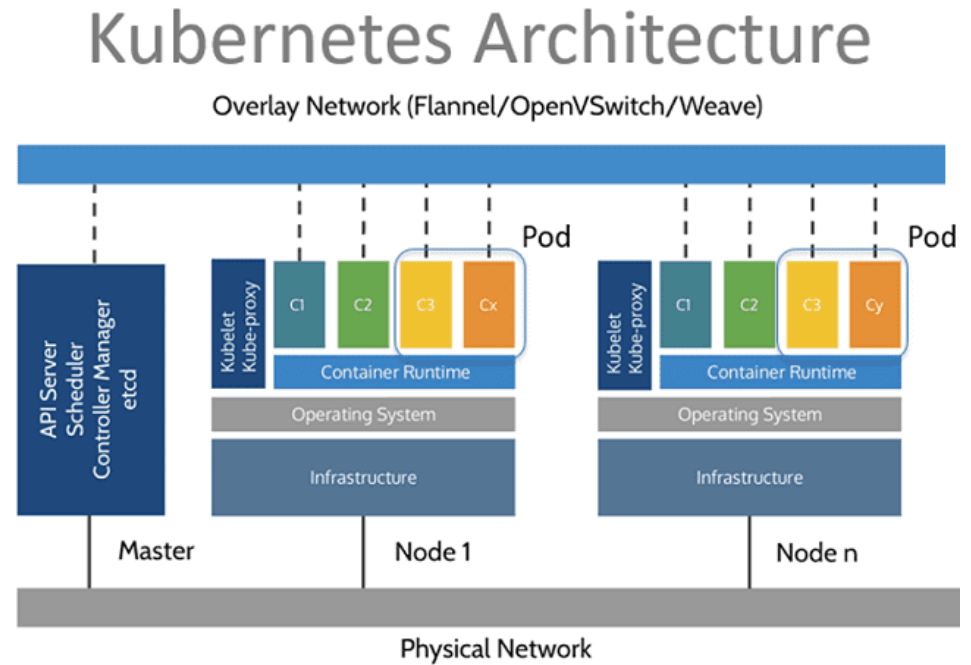 Kubernetes Architecture
Overlay Network (Flannel/OpenVSwitch/Weave)
API Server
Scheduler
Controller Manager
etcd
Master
Kubelet
Kube-proxy
C1
C2
C3
Cx
Pod
Container Runtime
Operating System
Infrastructure
Node 1
Kubelet
Kube-proxy
C1
C2
C3
Cy
Pod
Container Runtime
Operating System
Infrastructure
Node n
Physical Network